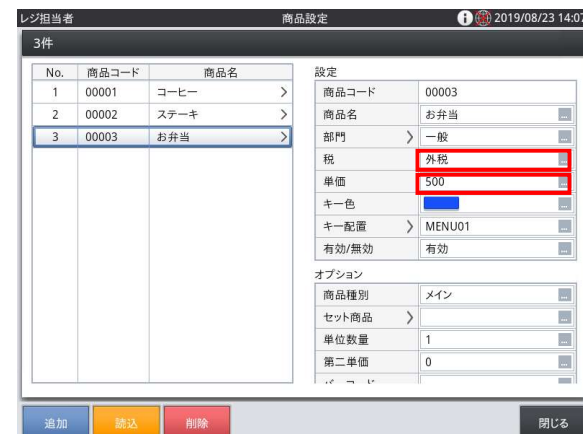 レジ担当者 商品設定 2019/08/23 14:07
3件
No. 商品コード 商品名
1 00001 コーヒー
2 00002 ステーキ
3 00003 お弁当
設定
商品コード 00003
商品名 お弁当
部門 一般
税 外税
単価 500
キー色
キー配置 MENU01
有効/無効 有効
オプション
商品種別 メイン
セット商品
単位数量 1
第二単価 0
バーコード
追加 読込 削除 閉じる